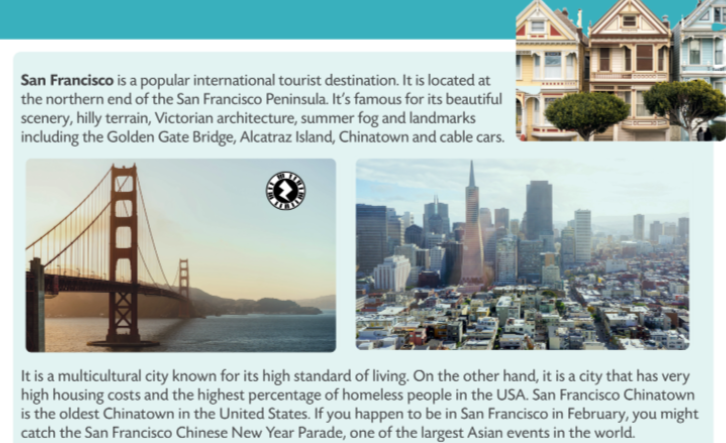 San Francisco is a popular international tourist destination. It is located at
the northern end of the San Francisco Peninsula. It's famous for its beautiful
scenery, hilly terrain, Victorian architecture, summer fog and landmarks
including the Golden Gate Bridge, Alcatraz Island, Chinatown and cable cars.
It is a multicultural city known for its high standard of living. On the other hand, it is a city that has very
high housing costs and the highest percentage of homeless people in the USA. San Francisco Chinatown
is the oldest Chinatown in the United States. If you happen to be in San Francisco in February, you might
catch the San Francisco Chinese New Year Parade, one of the largest Asian events in the world.